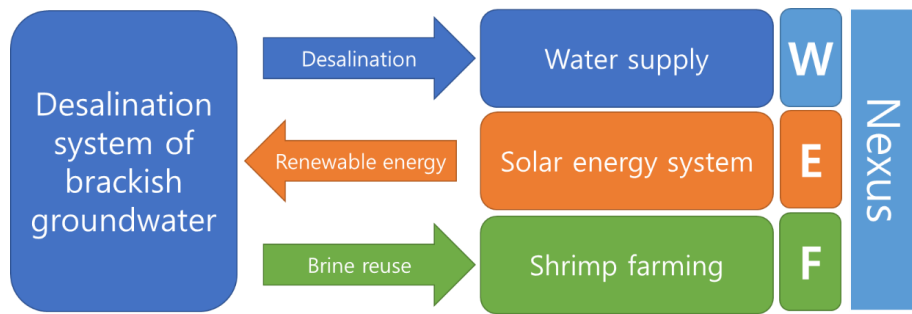 Desalination
system of
brackish
groundwater
Desalination
Water supply
W
Renewable energy
Solar energy system
E
Brine reuse
Shrimp farming
F
Nexus